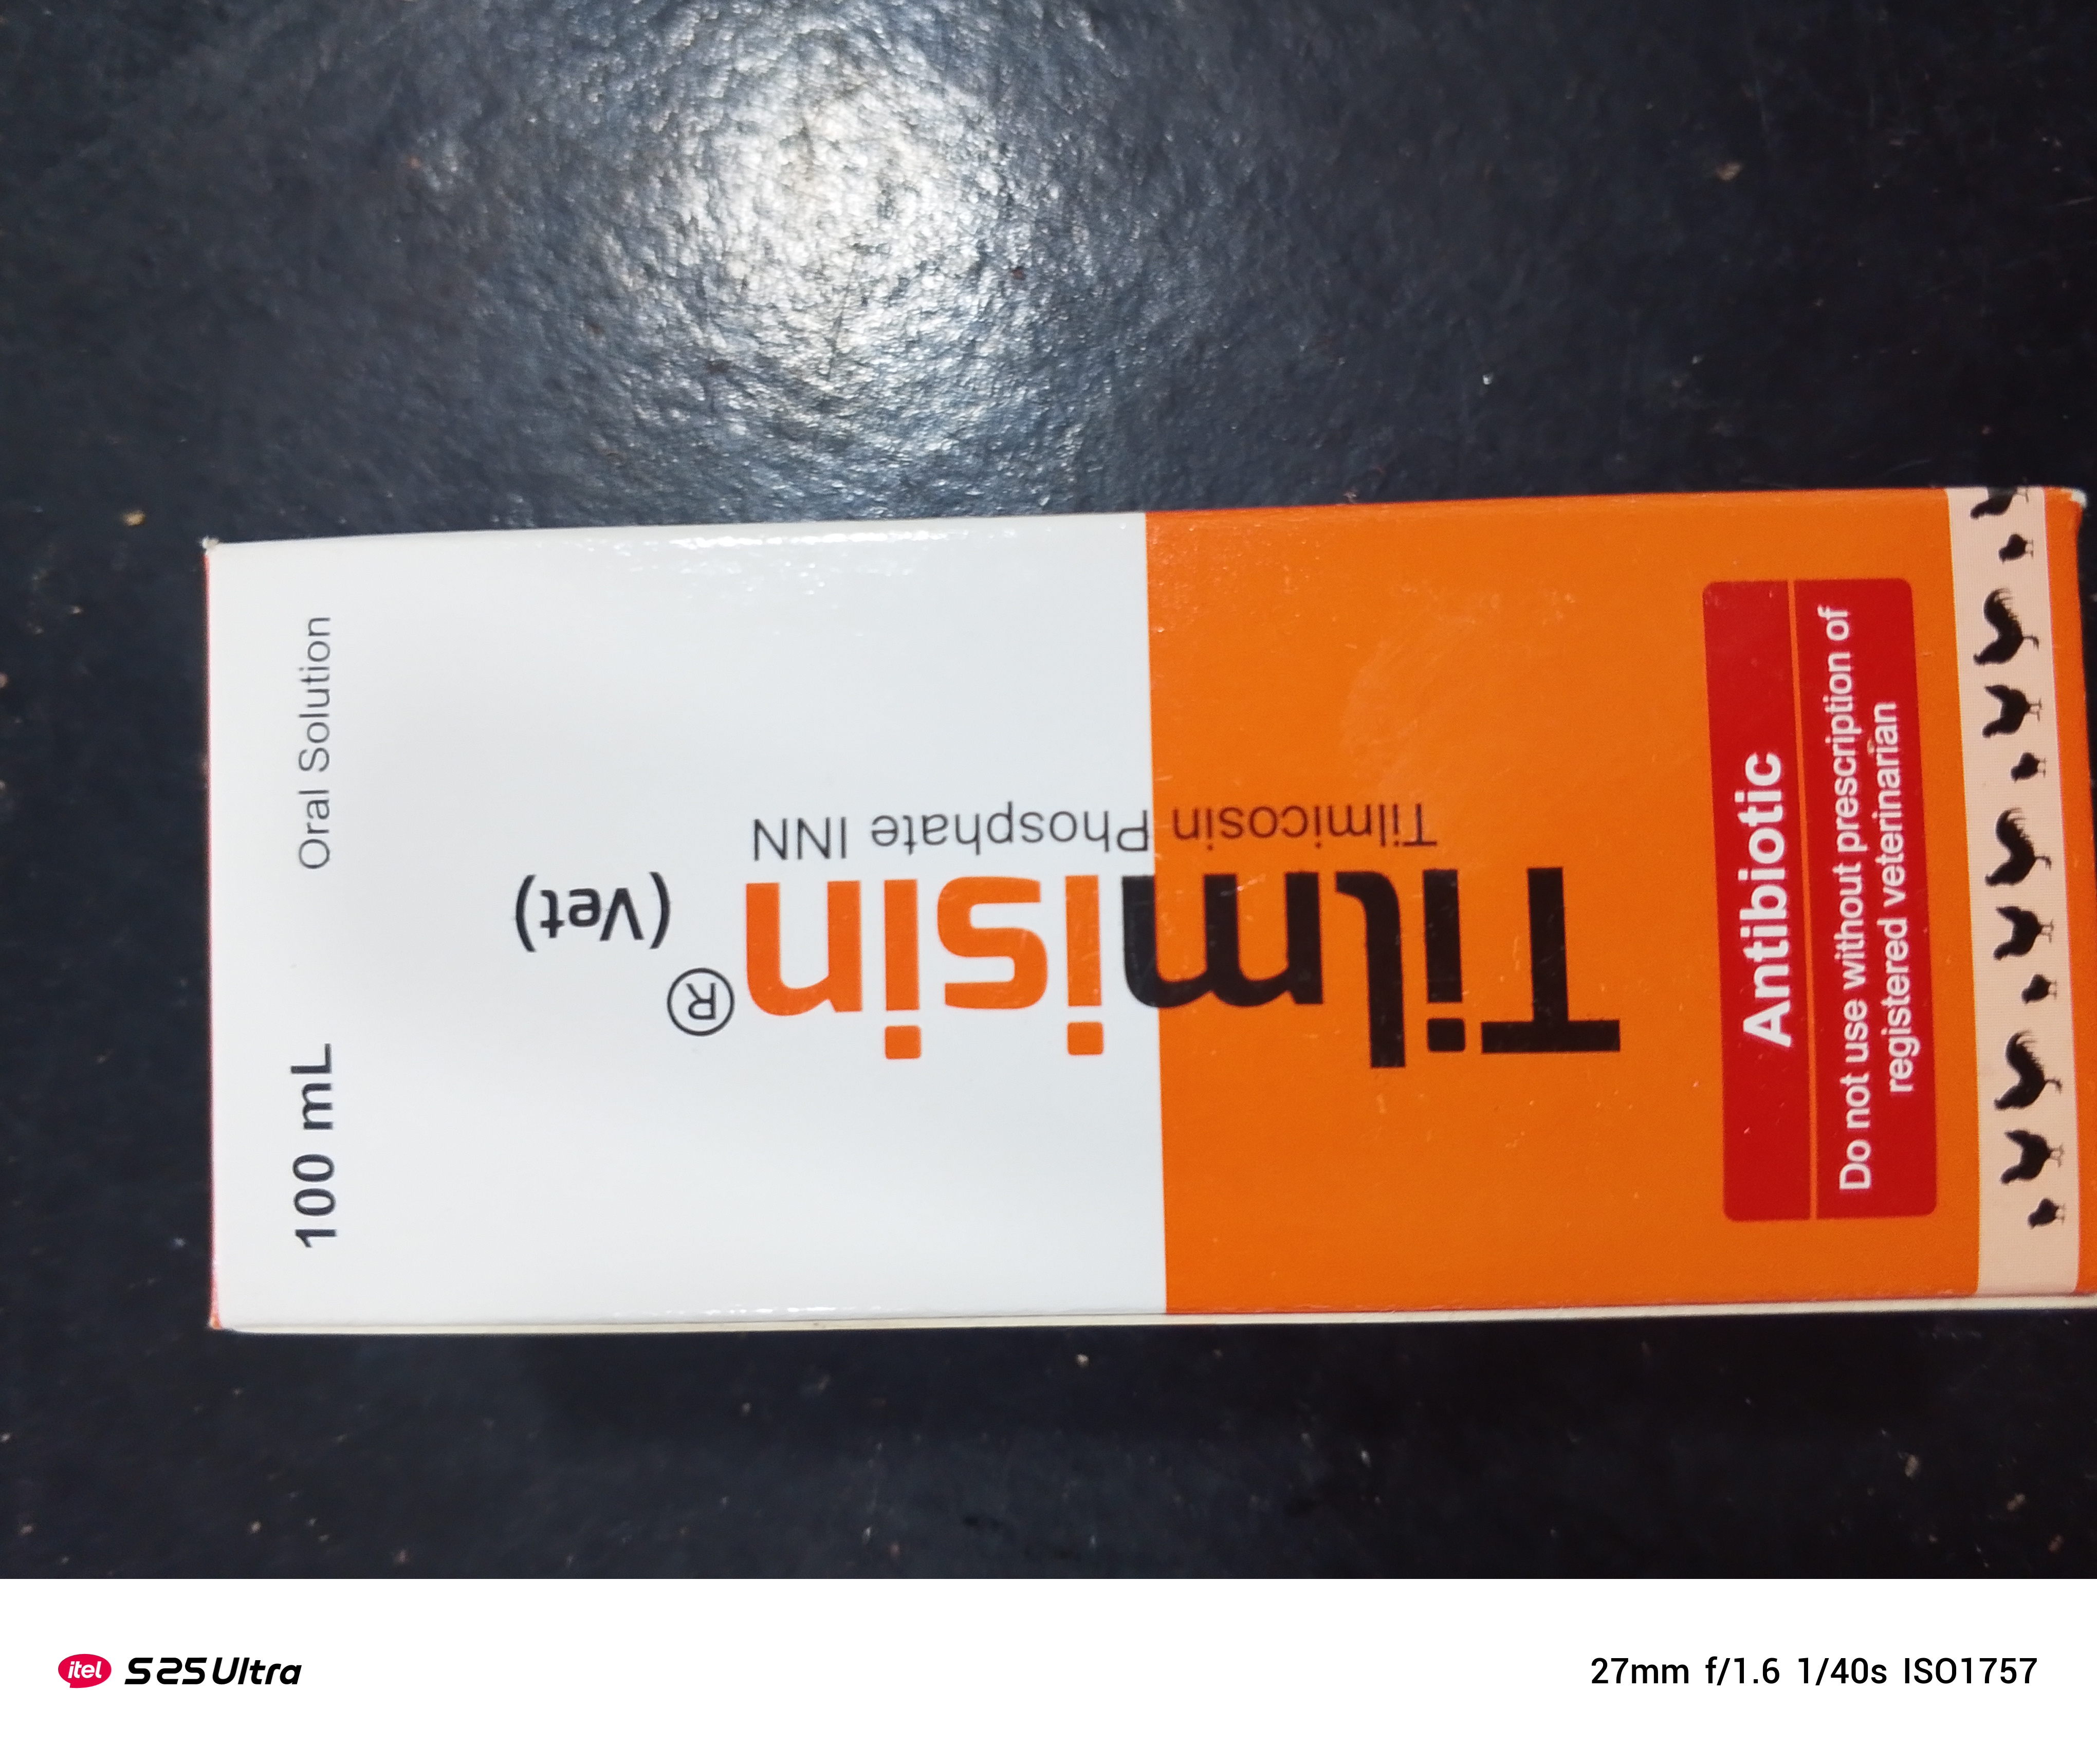 100 mL Oral Solution
Tilmisin® (Vet)
Tilmicosin Phosphate INN
Antibiotic
Do not use without prescription of
registered veterinarian
itel S25 Ultra
27mm f/1.6 1/40s ISO1757